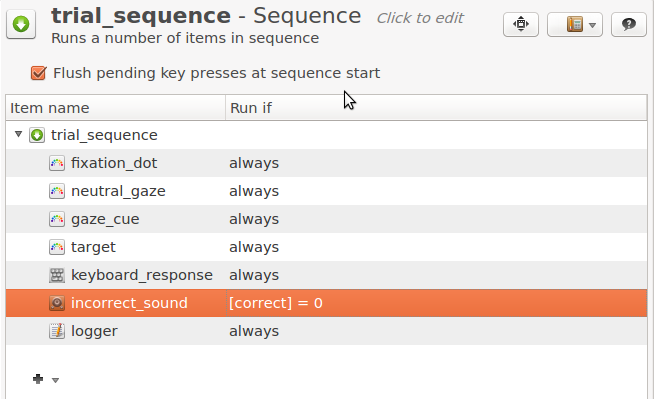 trial_sequence - Sequence Click to edit
Runs a number of items in sequence
Flush pending key presses at sequence start
Item name Run if
trial_sequence
fixation_dot always
neutral_gaze always
gaze_cue always
target always
keyboard_response always
incorrect_sound [correct] = 0
logger always